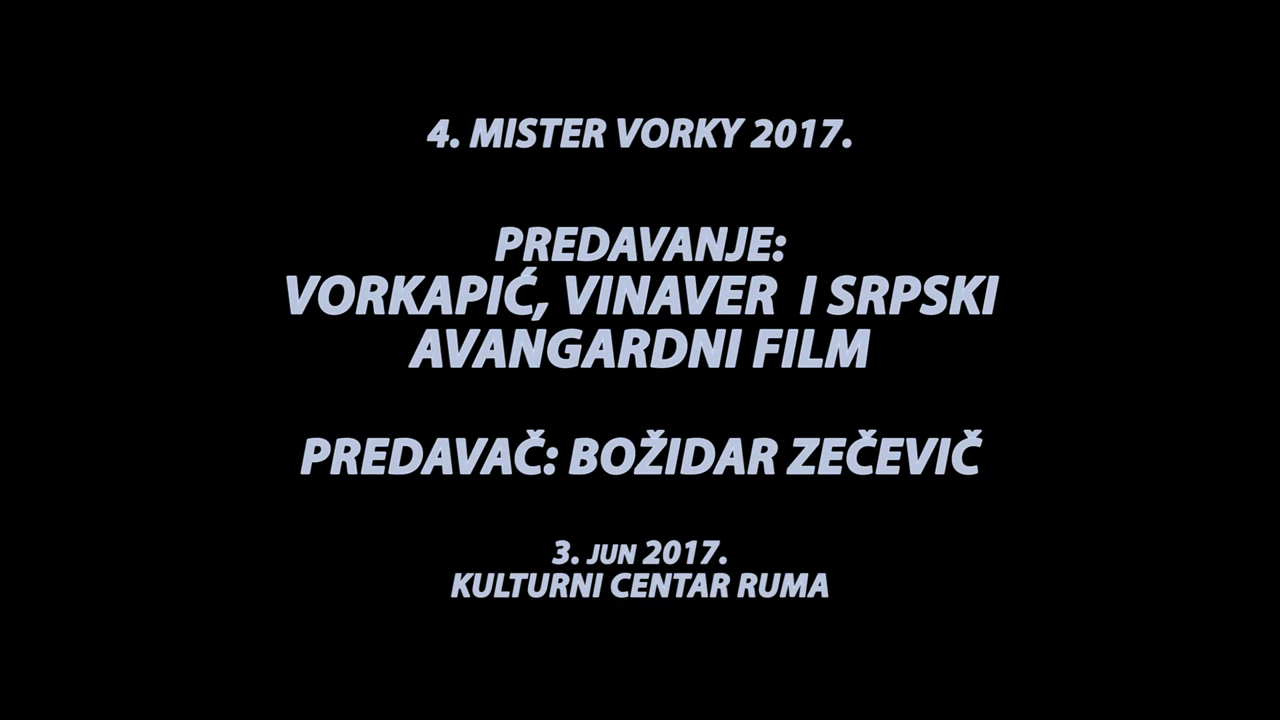 4. MISTER VORKY 2017.
PREDAVANJE:
VORKAPIĆ, VINAVER I SRPSKI
AVANGARDNI FILM
PREDAVAČ: BOŽIDAR ZEČEVIČ
3. JUN 2017.
KULTURNI CENTAR RUMA